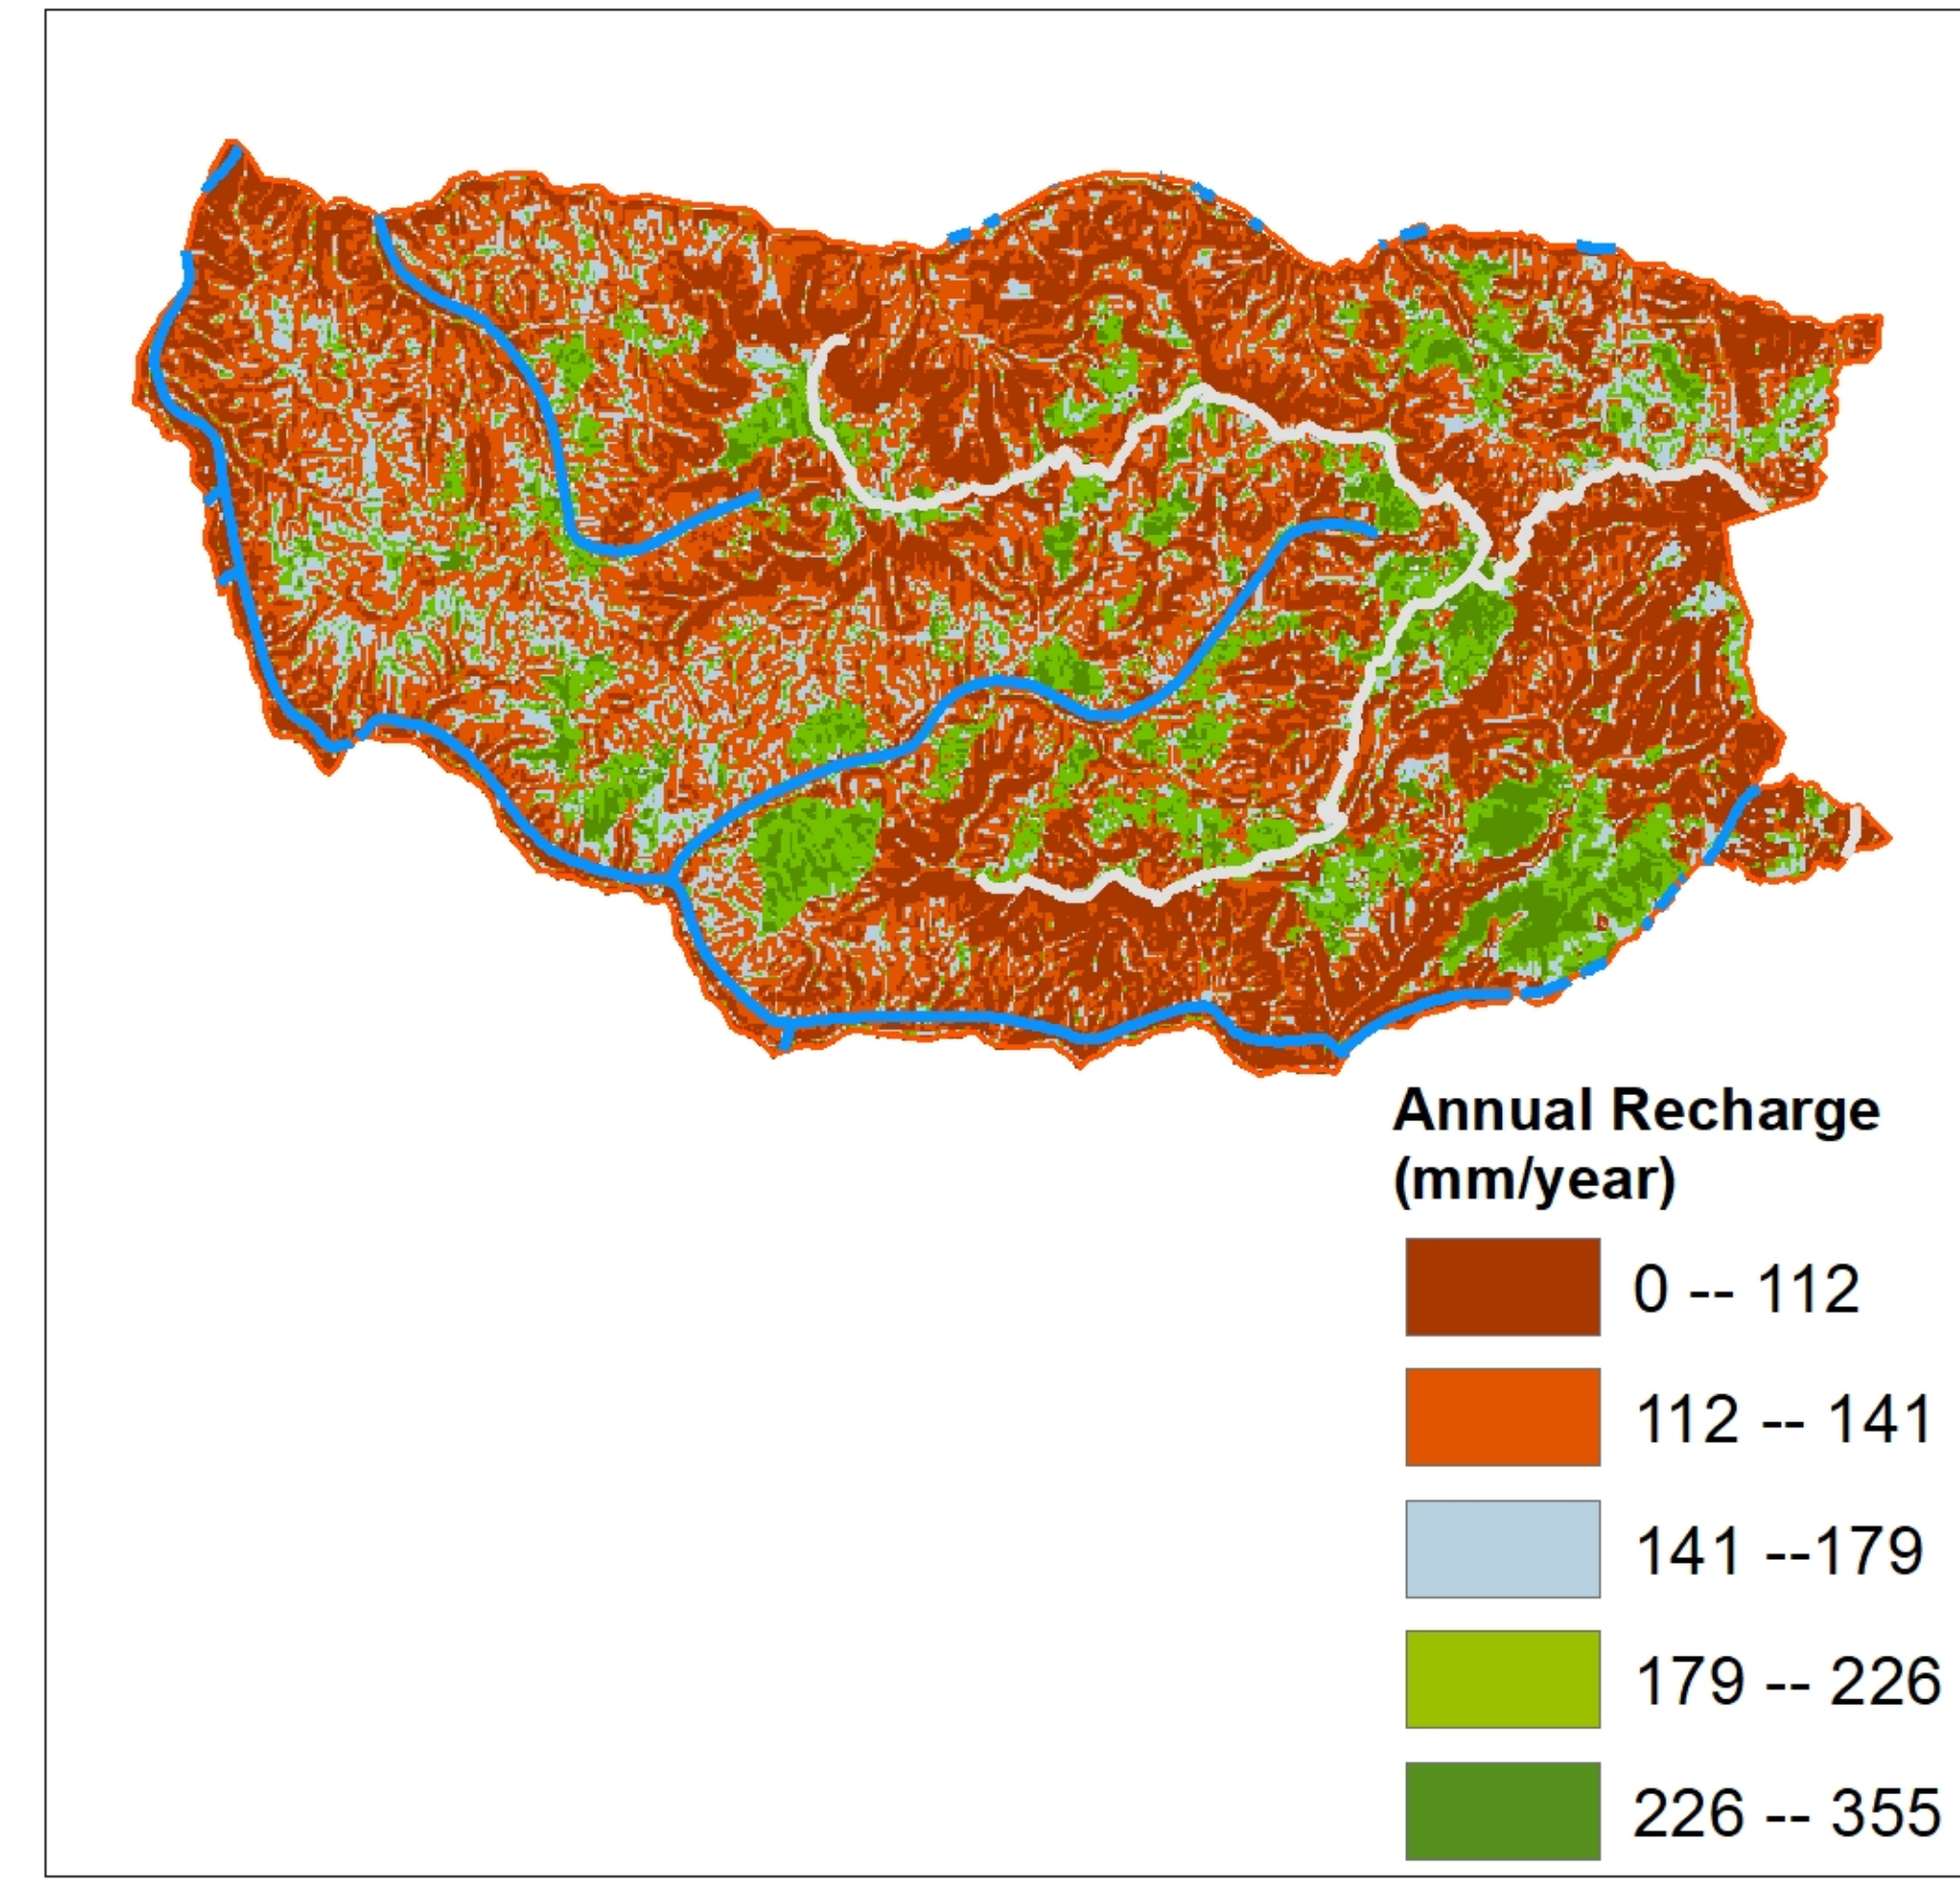 Annual Recharge
(mm/year)
0 -- 112
112 -- 141
141 --179
179 -- 226
226 -- 355